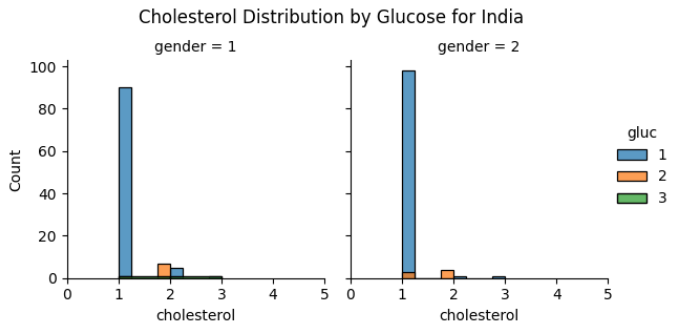 Cholesterol Distribution by Glucose for India
gender = 1
gender = 2
100
80
60
40
20
0
Count
0 1 2 3 4 5
cholesterol
0 1 2 3 4 5
cholesterol
gluc
1
2
3